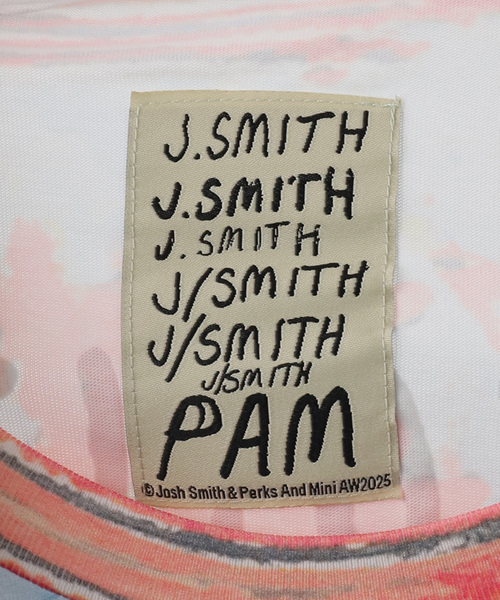 J.SMITH
J.SMITH
J. SMITH
J/SMITH
J/SMITH
J/SMITH
PAM
© Josh Smith & Perks And Mini AW2025